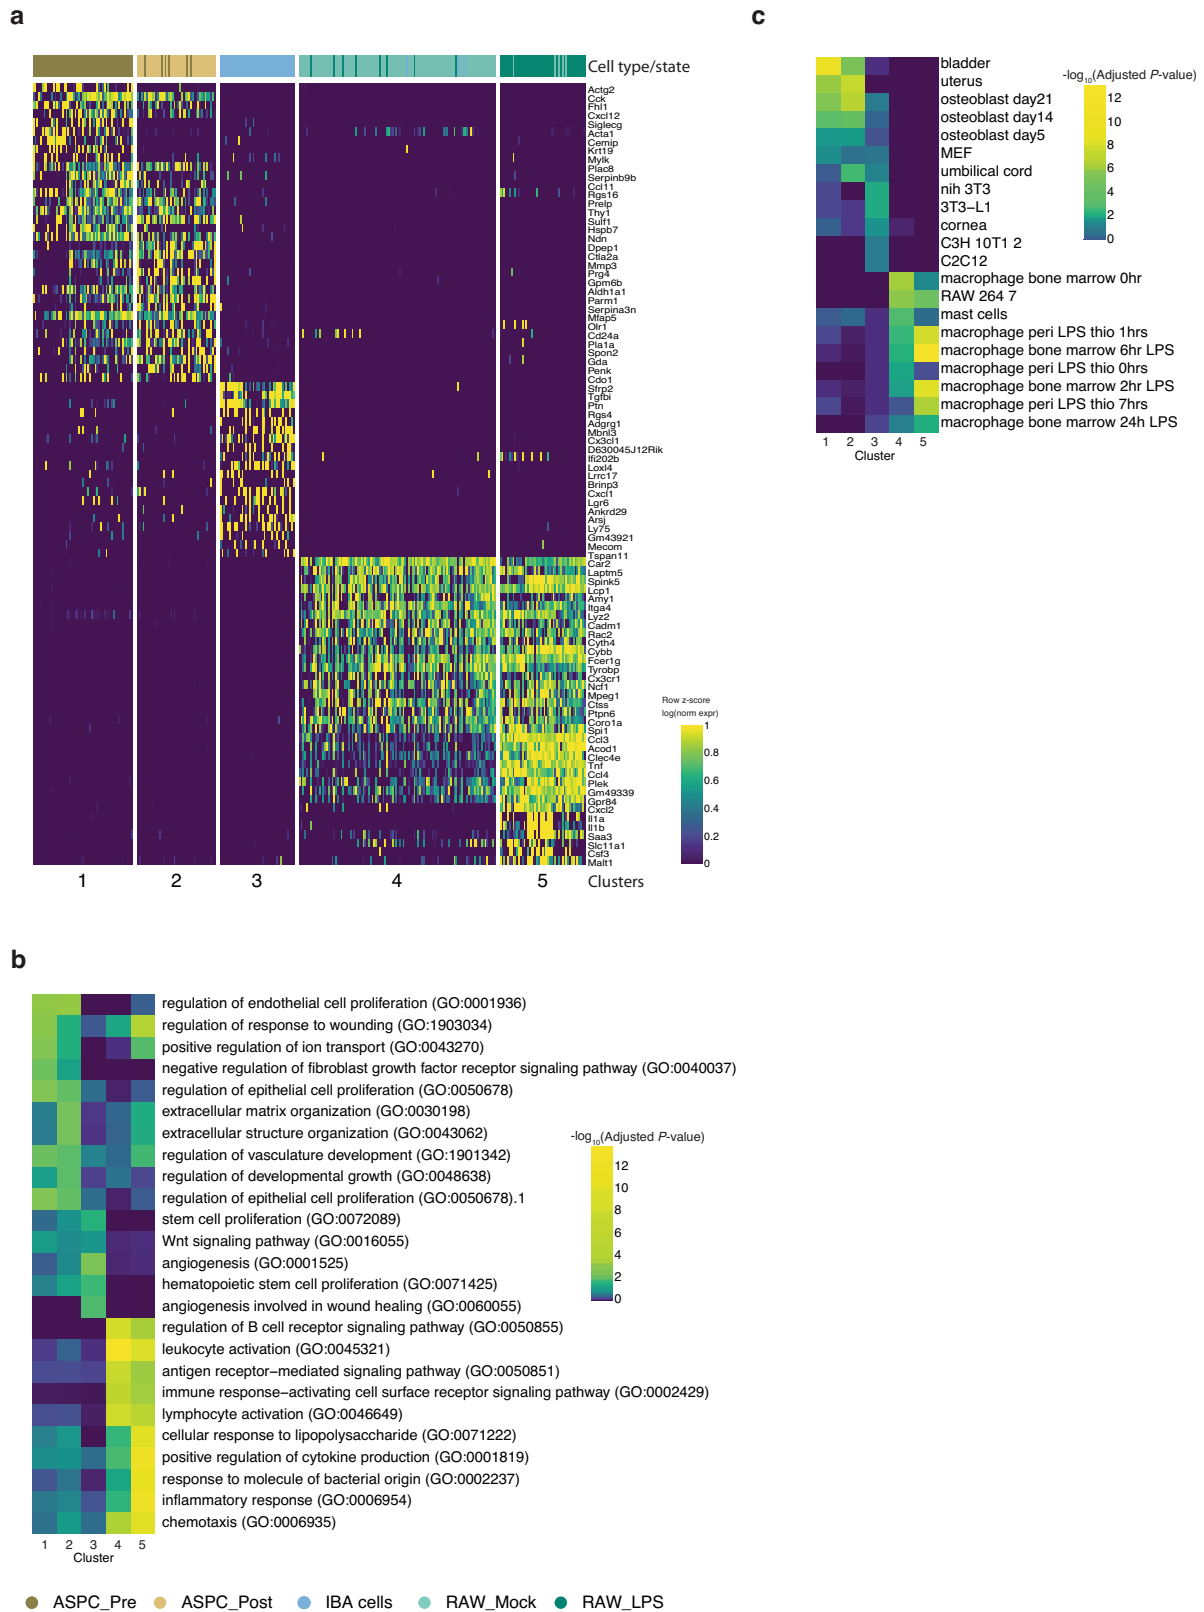 a
Cell type/state
Actg2
Cck
Fhl1
Cxcl12
Siglecg
Acta1
Cemip
Krt19
Mylk
Plac8
Serpinb9b
Ccl11
Rgs16
Prelp
Thy1
Sulf1
Hspb7
Ndn
Dpep1
Ctla2a
Mmp3
Prg4
Gpm6b
Aldh1a1
Parm1
Serpina3n
Mfap5
Olr1
Cd24a
Pla1a
Spon2
Gda
Penk
Cdo1
Sfrp2
Tgfbi
Ptn
Rgs4
Adgrg1
Mbnl3
Cx3cl1
D630045J12Rik
Ifi202b
Loxl4
Lrrc17
Brinp3
Cxcl1
Lgr6
Ankrd29
Arsj
Ly75
Gm43921
Mecom
Tspan11
Car2
Laptm5
Spink5
Lcp1
Amy1
Itga4
Lyz2
Cadm1
Rac2
Cyth4
Cybb
Fcer1g
Tyrobp
Cx3cr1
Ncf1
Mpeg1
Ctss
Ptpn6
Coro1a
Spi1
Ccl3
Acod1
Clec4e
Tnf
Ccl4
Plek
Gm49339
Gpr84
Cxcl2
Il1a
Il1b
Saa3
Slc11a1
Csf3
Malt1
1 2 3 4 5 Clusters
Row z-score
log(norm expr)
1
0.8
0.6
0.4
0.2
0
c
bladder
uterus
osteoblast day21
osteoblast day14
osteoblast day5
MEF
umbilical cord
nih 3T3
3T3−L1
cornea
C3H 10T1 2
C2C12
macrophage bone marrow 0hr
RAW 264 7
mast cells
macrophage peri LPS thio 1hrs
macrophage bone marrow 6hr LPS
macrophage peri LPS thio 0hrs
macrophage bone marrow 2hr LPS
macrophage peri LPS thio 7hrs
macrophage bone marrow 24h LPS
1 2 3 4 5
Cluster
-log10(Adjusted P-value)
12
10
8
6
4
2
0
b
regulation of endothelial cell proliferation (GO:0001936)
regulation of response to wounding (GO:1903034)
positive regulation of ion transport (GO:0043270)
negative regulation of fibroblast growth factor receptor signaling pathway (GO:0040037)
regulation of epithelial cell proliferation (GO:0050678)
extracellular matrix organization (GO:0030198)
extracellular structure organization (GO:0043062)
regulation of vasculature development (GO:1901342)
regulation of developmental growth (GO:0048638)
regulation of epithelial cell proliferation (GO:0050678).1
stem cell proliferation (GO:0072089)
Wnt signaling pathway (GO:0016055)
angiogenesis (GO:0001525)
hematopoietic stem cell proliferation (GO:0071425)
angiogenesis involved in wound healing (GO:0060055)
regulation of B cell receptor signaling pathway (GO:0050855)
leukocyte activation (GO:0045321)
antigen receptor−mediated signaling pathway (GO:0050851)
immune response−activating cell surface receptor signaling pathway (GO:0002429)
lymphocyte activation (GO:0046649)
cellular response to lipopolysaccharide (GO:0071222)
positive regulation of cytokine production (GO:0001819)
response to molecule of bacterial origin (GO:0002237)
inflammatory response (GO:0006954)
chemotaxis (GO:0006935)
1 2 3 4 5
Cluster
-log10(Adjusted P-value)
12
10
8
6
4
2
0
ASPC_Pre ASPC_Post IBA cells RAW_Mock RAW_LPS